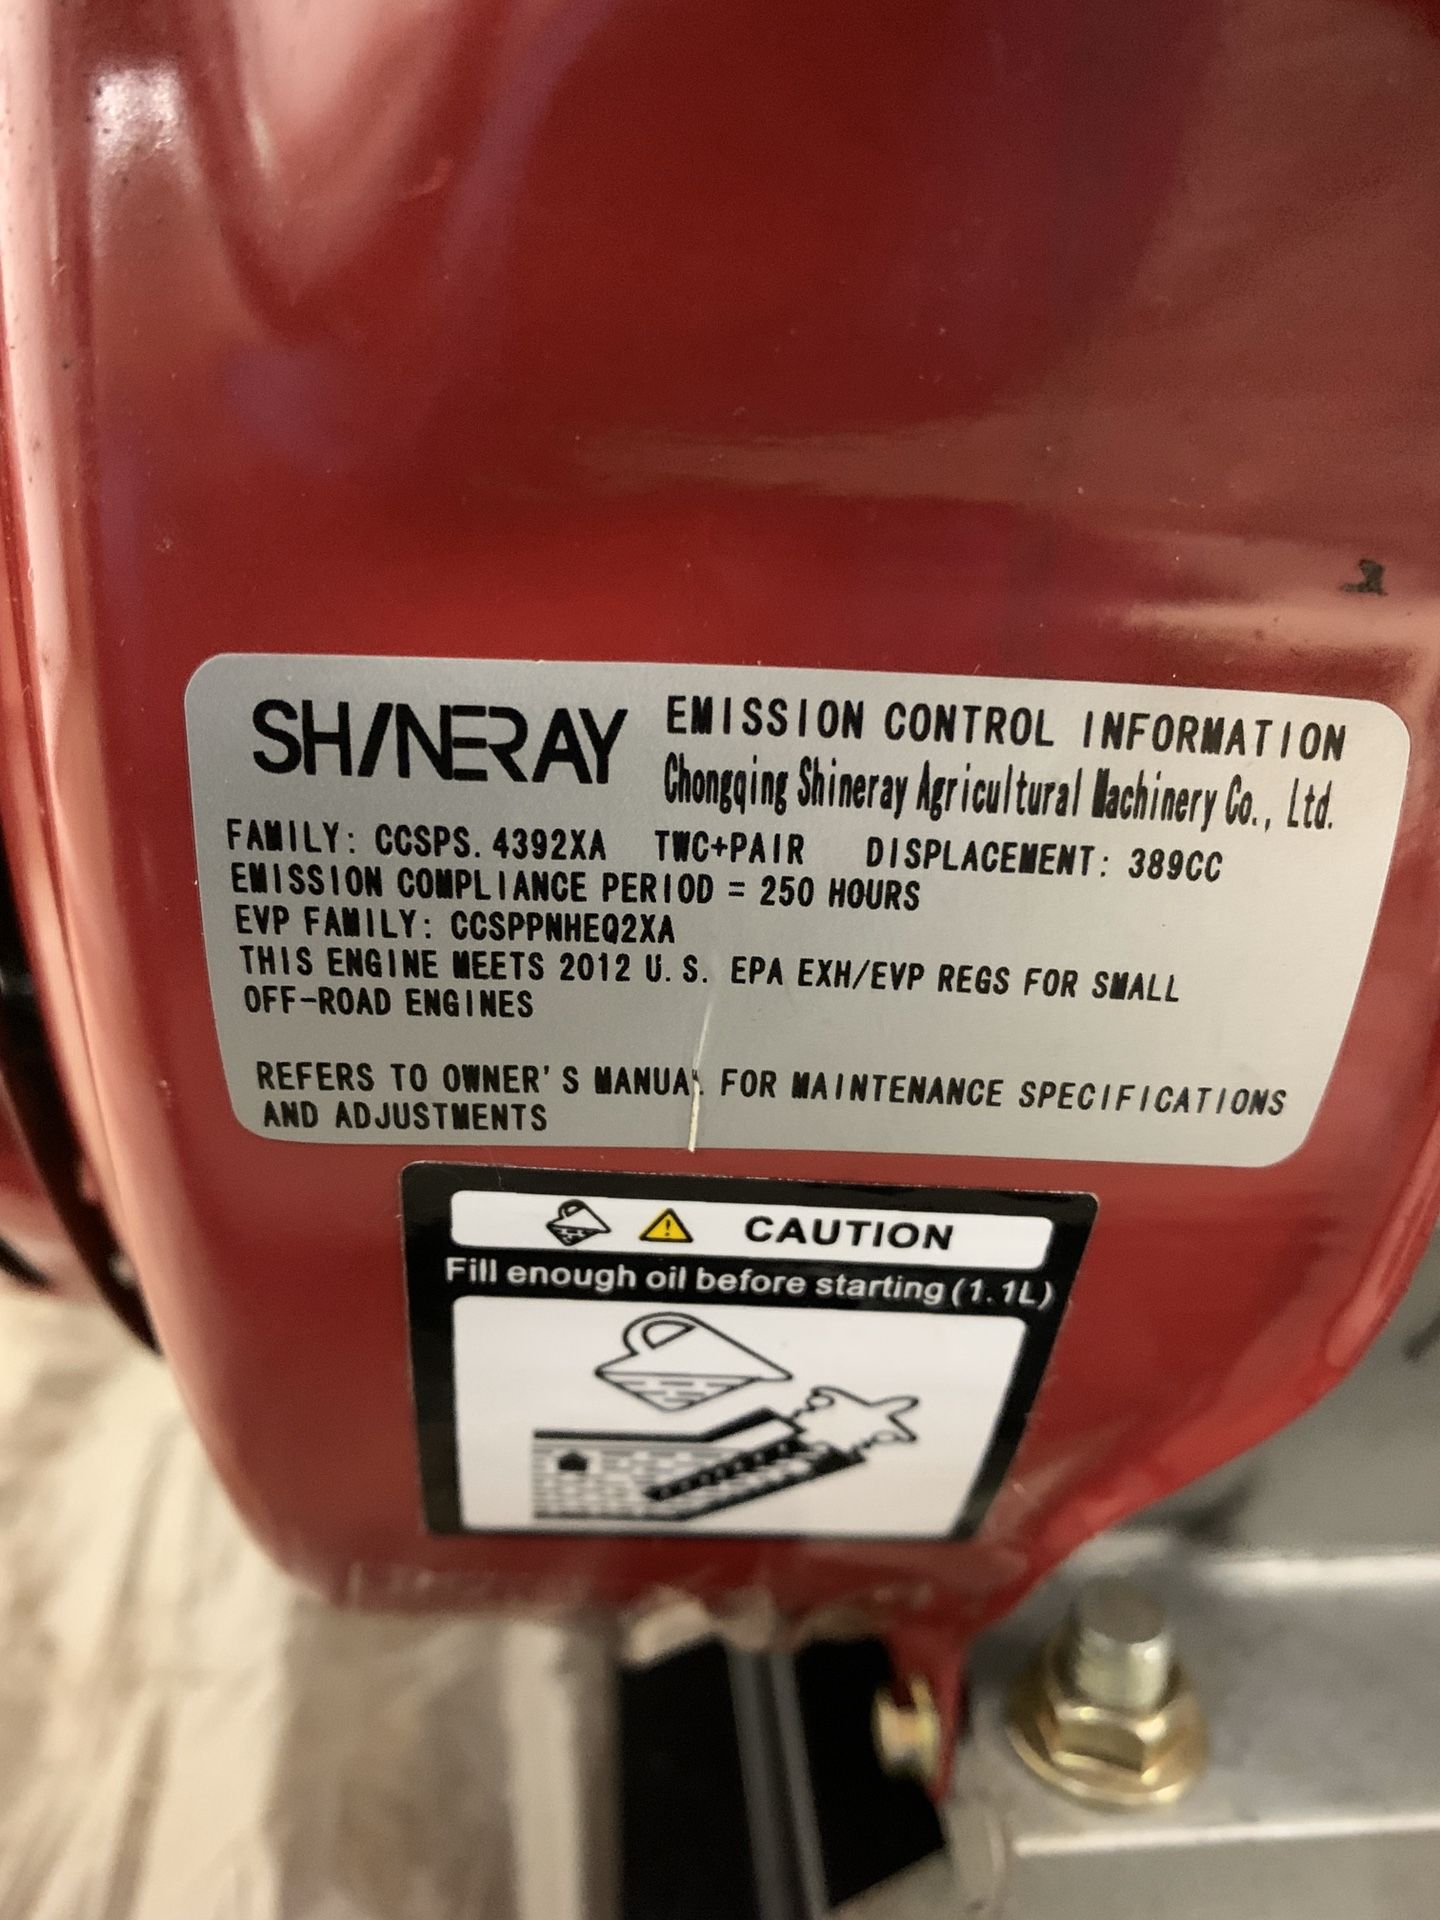 SHINERAY
EMISSION CONTROL INFORMATION
Chongqing Shineray Agricultural Machinery Co., Ltd.
FAMILY: CCSPS.4392XA TWC+PAIR DISPLACEMENT: 389CC
EMISSION COMPLIANCE PERIOD = 250 HOURS
EVP FAMILY: CCSPPNHEQ2XA
THIS ENGINE MEETS 2012 U.S. EPA EXH/EVP REGS FOR SMALL
OFF-ROAD ENGINES
REFERS TO OWNER'S MANUAL FOR MAINTENANCE SPECIFICATIONS
AND ADJUSTMENTS
CAUTION
Fill enough oil before starting (1.1L)